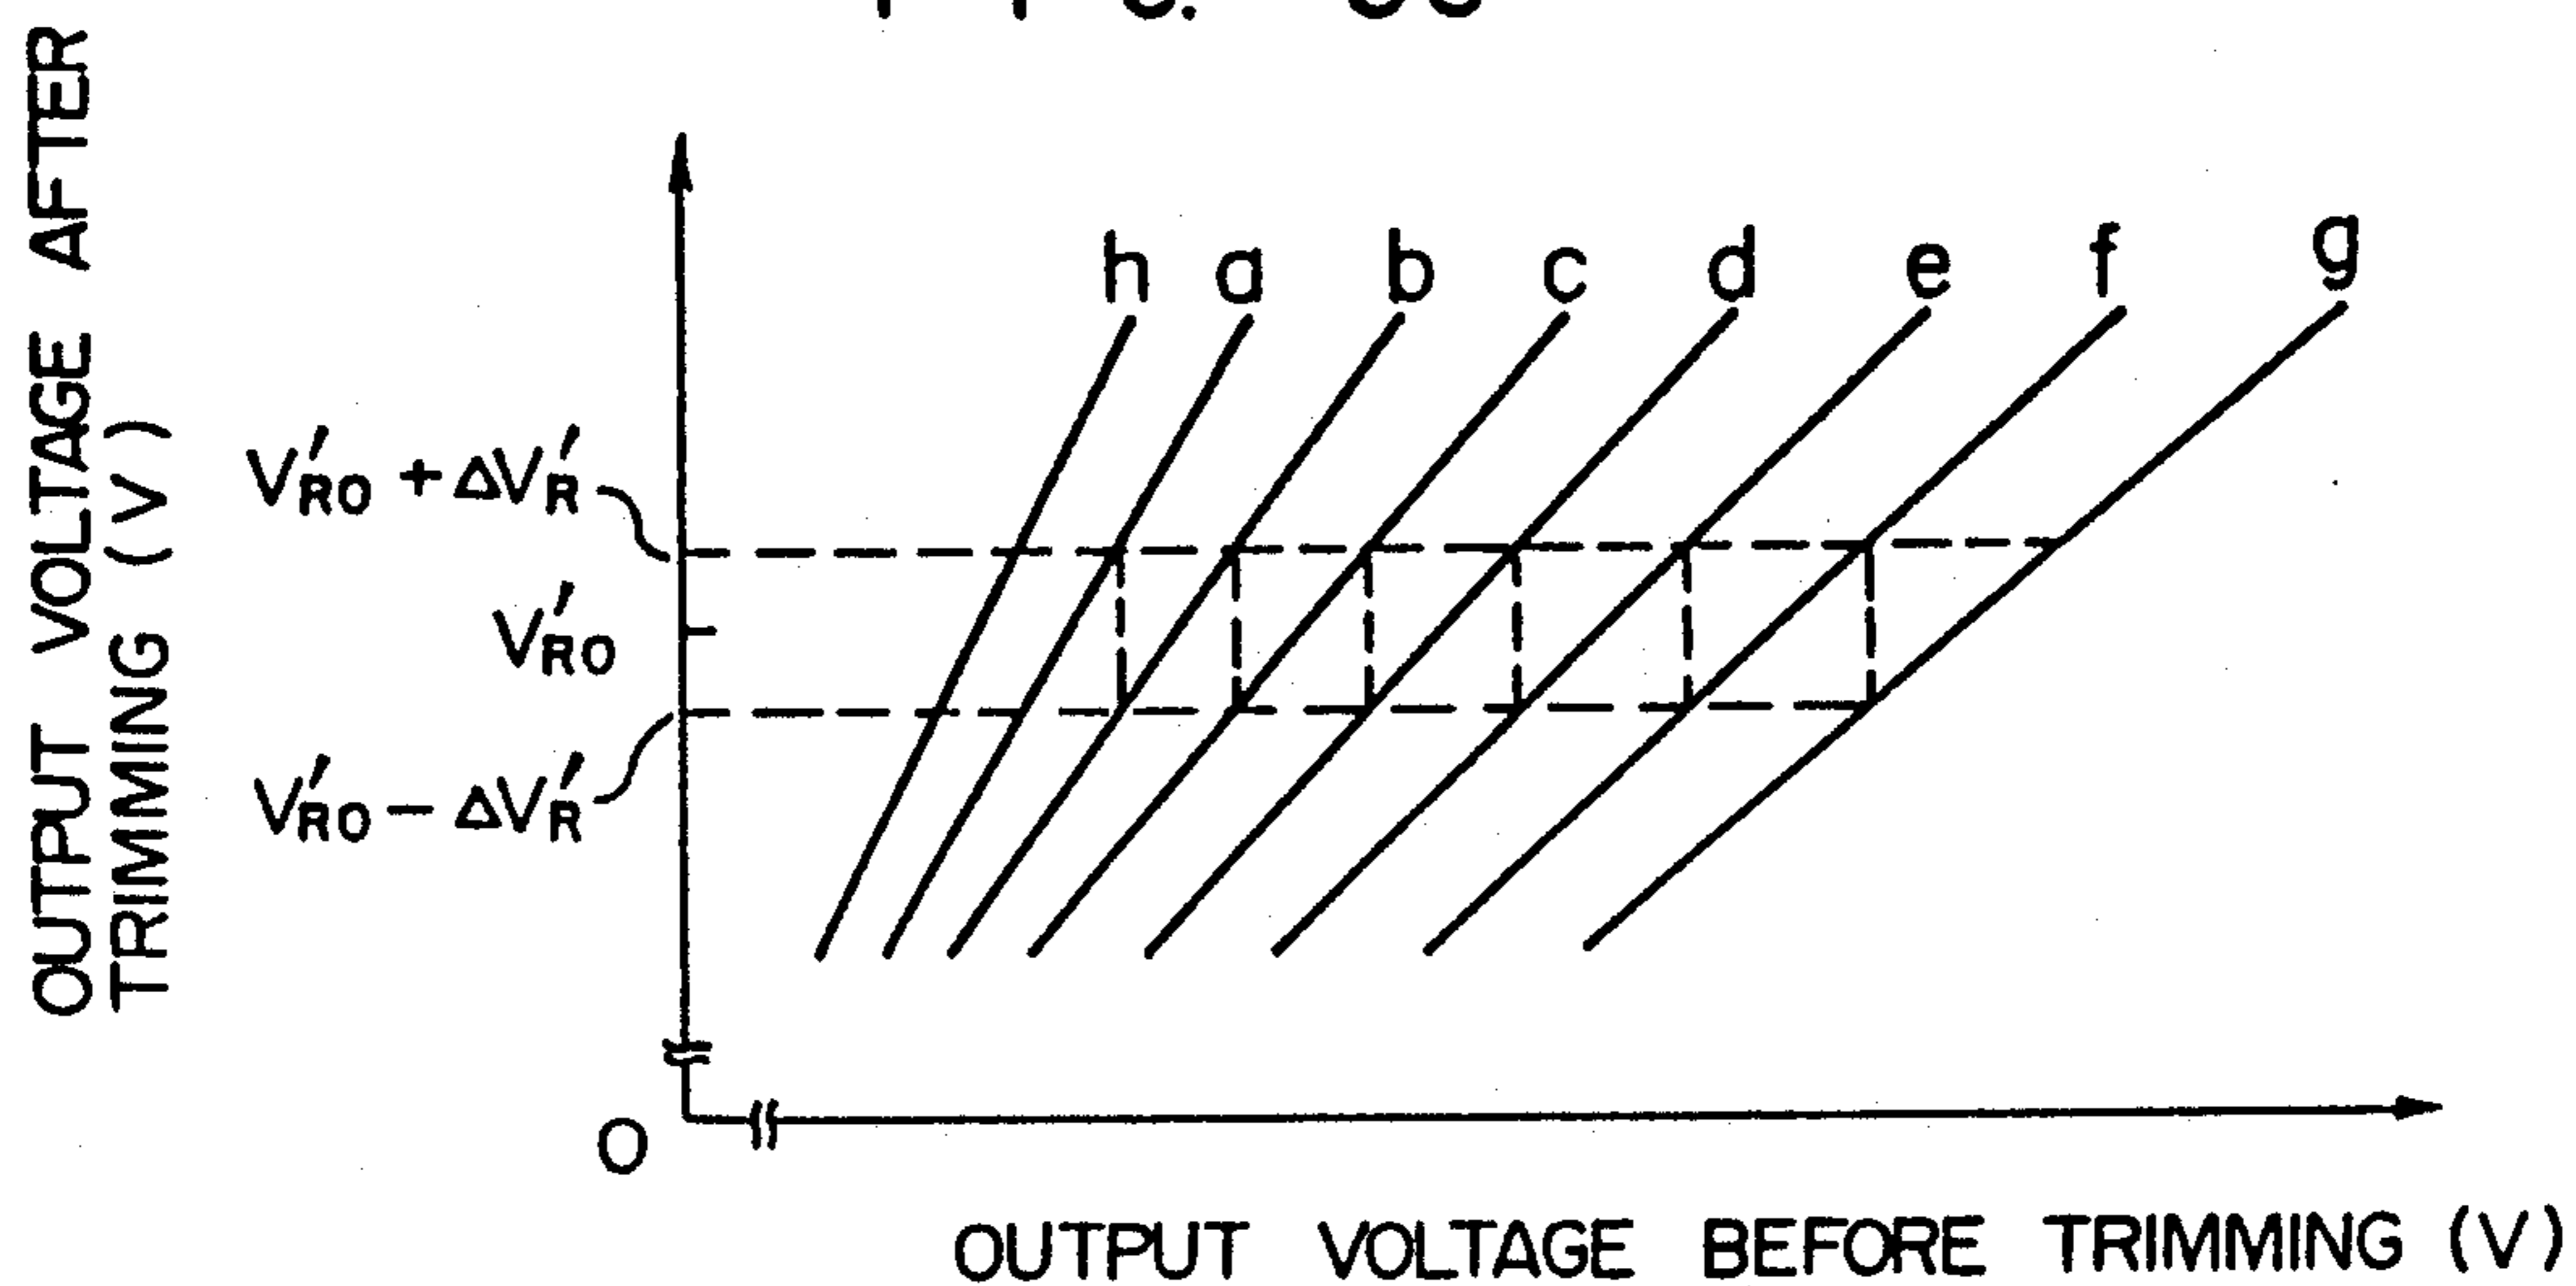 OUTPUT VOLTAGE AFTER
TRIMMING (V)
h a b c d e f g
V'RO + ΔV'R
V'RO
V'RO − ΔV'R
O
OUTPUT VOLTAGE BEFORE TRIMMING (V)